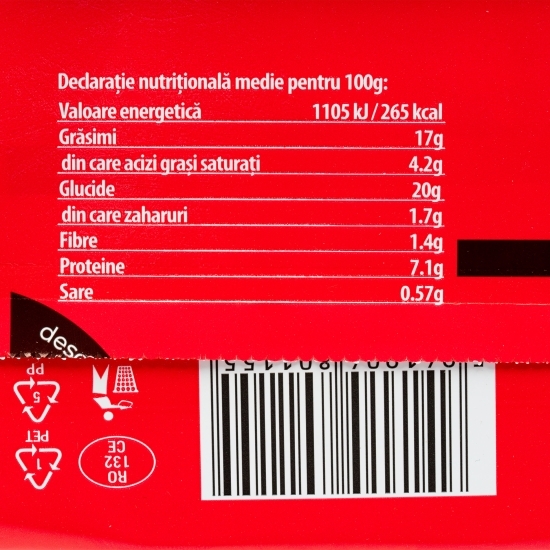 Declarație nutrițională medie pentru 100g:
Valoare energetică 1105 kJ / 265 kcal
Grăsimi 17g
din care acizi grași saturați 4.2g
Glucide 20g
din care zaharuri 1.7g
Fibre 1.4g
Proteine 7.1g
Sare 0.57g
PP
5
PET
1
RO
132
CE